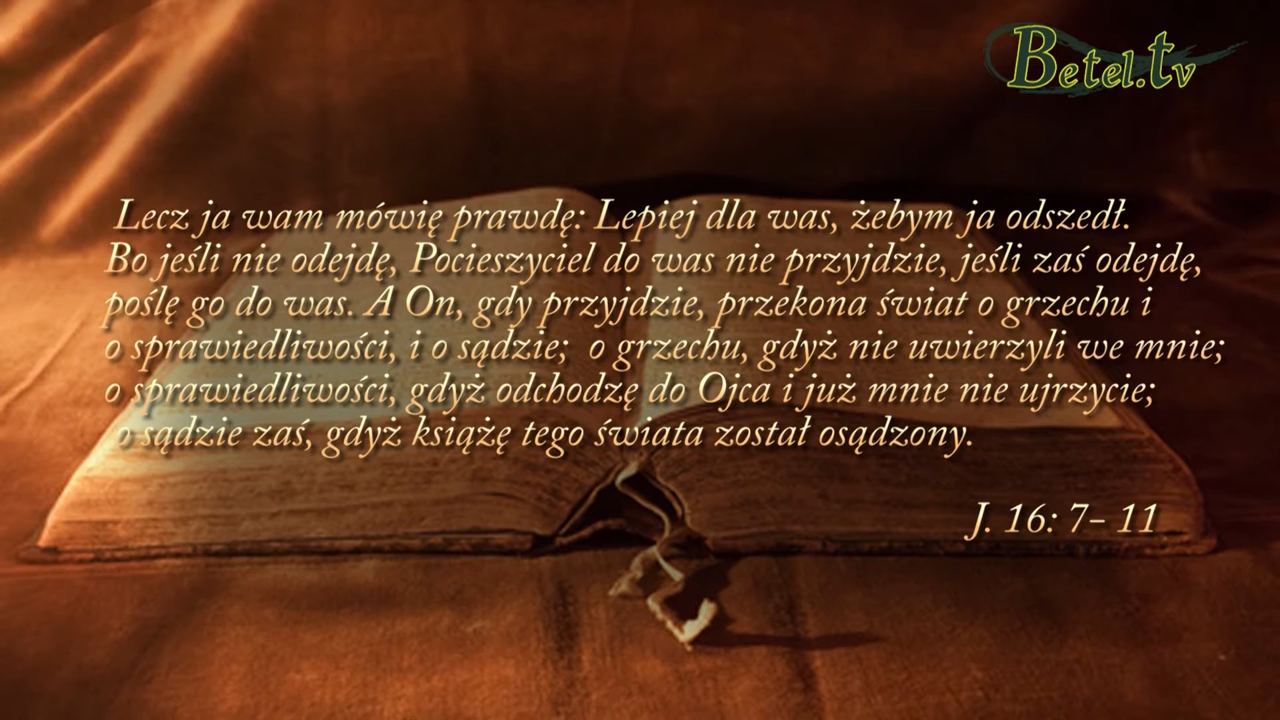 Betel.tv
Lecz ja wam mówię prawdę: Lepiej dla was, żebym ja odszedł.
Bo jeśli nie odejdę, Pocieszyciel do was nie przyjdzie, jeśli zaś odejdę,
poślę go do was. A On, gdy przyjdzie, przekona świat o grzechu i
o sprawiedliwości, i o sądzie; o grzechu, gdyż nie uwierzyli we mnie;
o sprawiedliwości, gdyż odchodzę do Ojca i już mnie nie ujrzycie;
o sądzie zaś, gdyż książę tego świata został osądzony.
J. 16: 7- 11